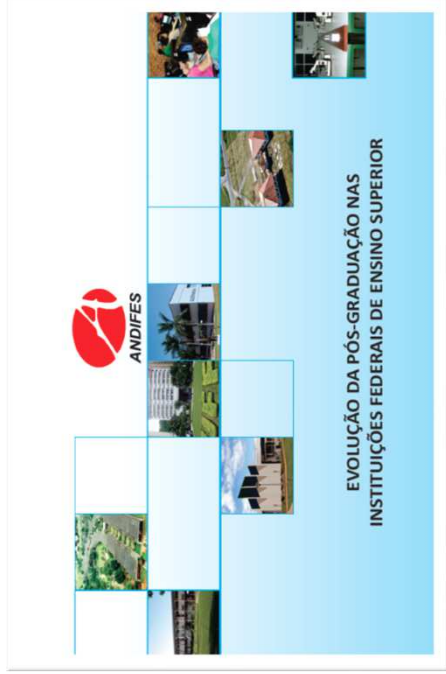 ANDIFES
EVOLUÇÃO DA PÓS-GRADUAÇÃO NAS
INSTITUIÇÕES FEDERAIS DE ENSINO SUPERIOR